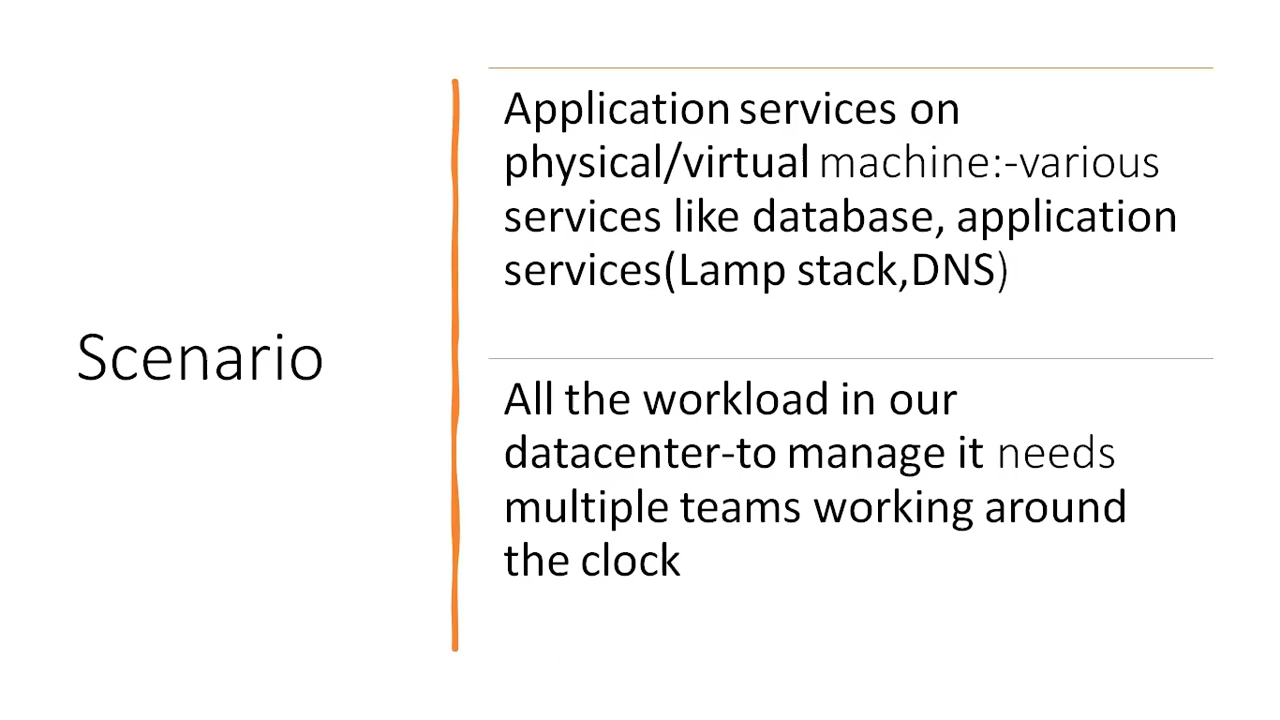 Scenario
Application services on
physical/virtual machine:-various
services like database, application
services(Lamp stack,DNS)
All the workload in our
datacenter-to manage it needs
multiple teams working around
the clock